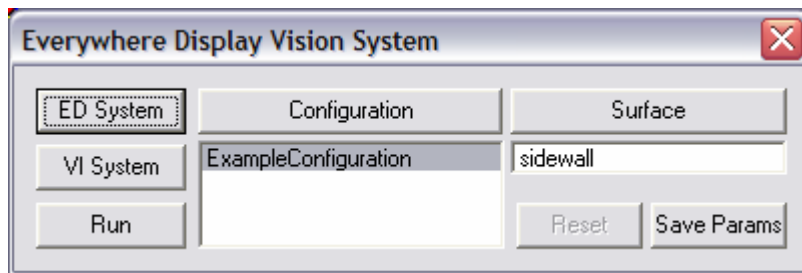 Everywhere Display Vision System
ED System Configuration Surface
VI System ExampleConfiguration sidewall
Run Reset Save Params